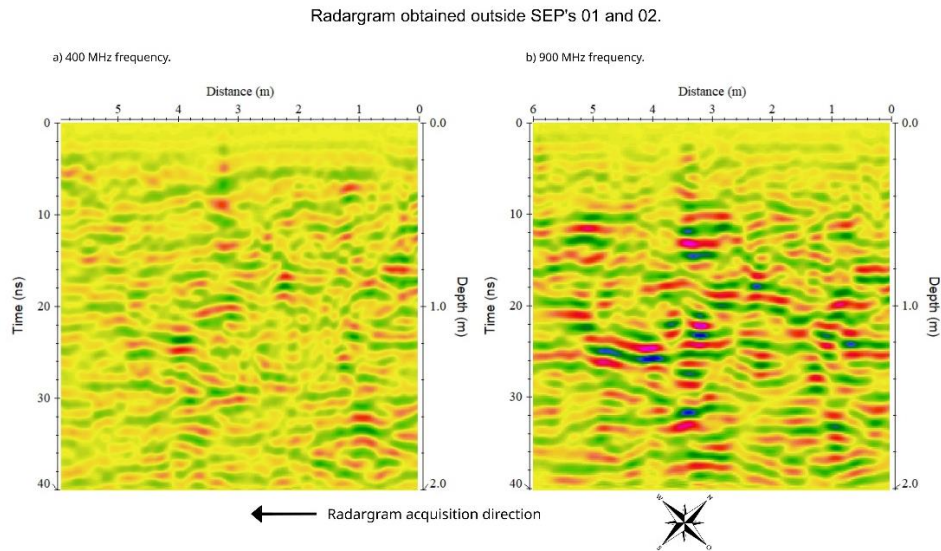 Radargram obtained outside SEP's 01 and 02.
a) 400 MHz frequency.
b) 900 MHz frequency.
Distance (m)
Distance (m)
5 4 3 2 1 0
6 5 4 3 2 1 0
0
10
20
30
40
Time (ns)
0.0
1.0
2.0
Depth (m)
0
10
20
30
40
Time (ns)
0.0
1.0
2.0
Depth (m)
Radargram acquisition direction
W N
S O